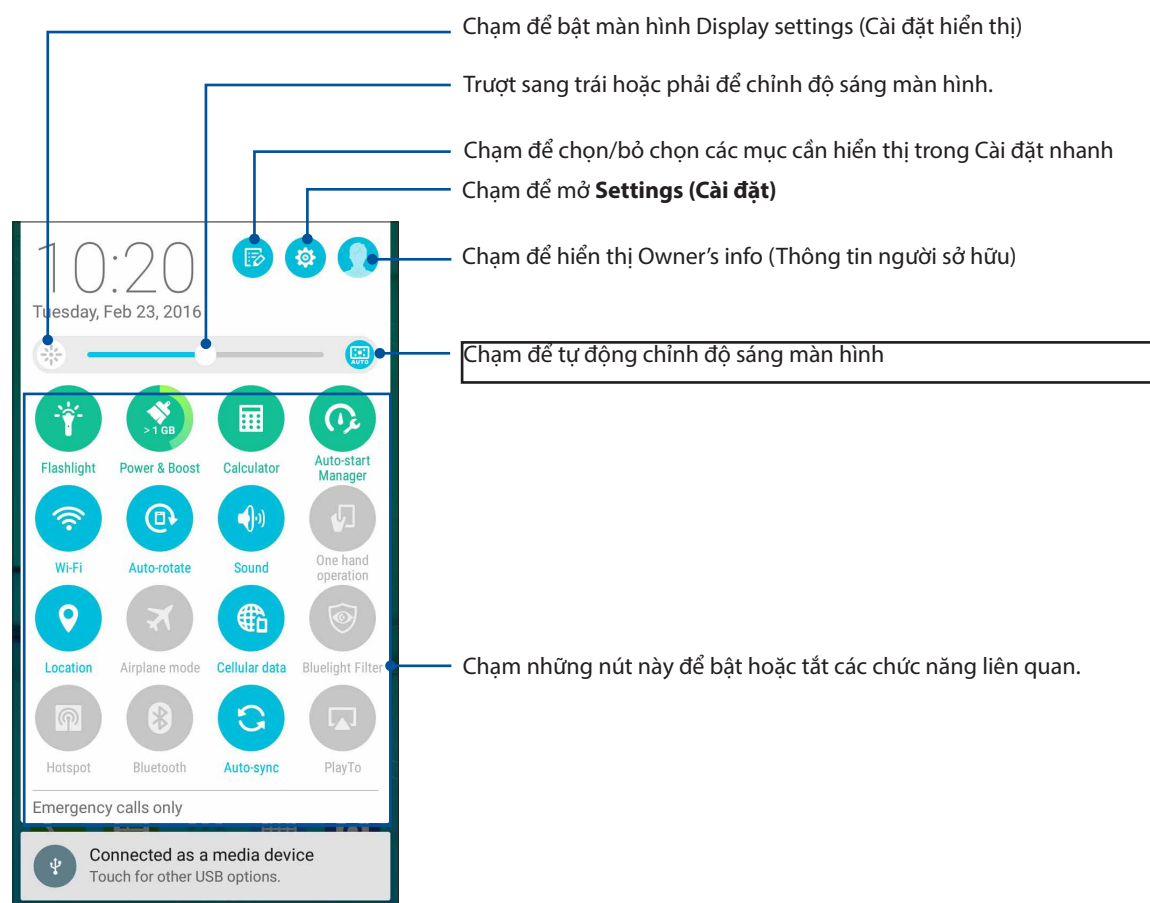 Chạm để bật màn hình Display settings (Cài đặt hiển thị)
Trượt sang trái hoặc phải để chỉnh độ sáng màn hình.
Chạm để chọn/bỏ chọn các mục cần hiển thị trong Cài đặt nhanh
Chạm để mở Settings (Cài đặt)
Chạm để hiển thị Owner’s info (Thông tin người sở hữu)
Chạm để tự động chỉnh độ sáng màn hình
Chạm những nút này để bật hoặc tắt các chức năng liên quan.
10:20
Tuesday, Feb 23, 2016
AUTO
> 1 GB
Flashlight Power & Boost Calculator Auto-start
Manager
Wi-Fi Auto-rotate Sound One hand
operation
Location Airplane mode Cellular data Bluelight Filter
Hotspot Bluetooth Auto-sync PlayTo
Emergency calls only
Connected as a media device
Touch for other USB options.